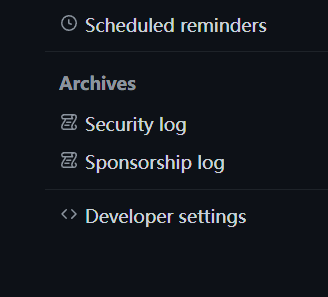 Scheduled reminders
Archives
Security log
Sponsorship log
Developer settings